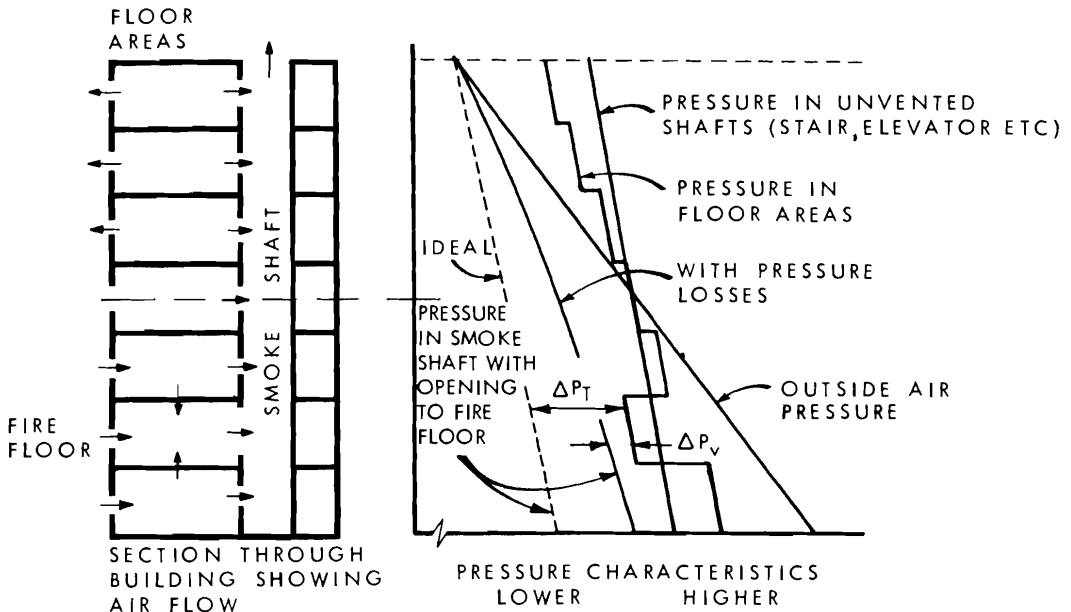 FLOOR
AREAS
SMOKE SHAFT
FIRE
FLOOR
SECTION THROUGH
BUILDING SHOWING
AIR FLOW
PRESSURE IN UNVENTED
SHAFTS (STAIR, ELEVATOR ETC)
PRESSURE IN
FLOOR AREAS
IDEAL
WITH PRESSURE
LOSSES
PRESSURE
IN SMOKE
SHAFT WITH
OPENING
TO FIRE
FLOOR
ΔP_T
ΔP_v
OUTSIDE AIR
PRESSURE
PRESSURE CHARACTERISTICS
LOWER HIGHER